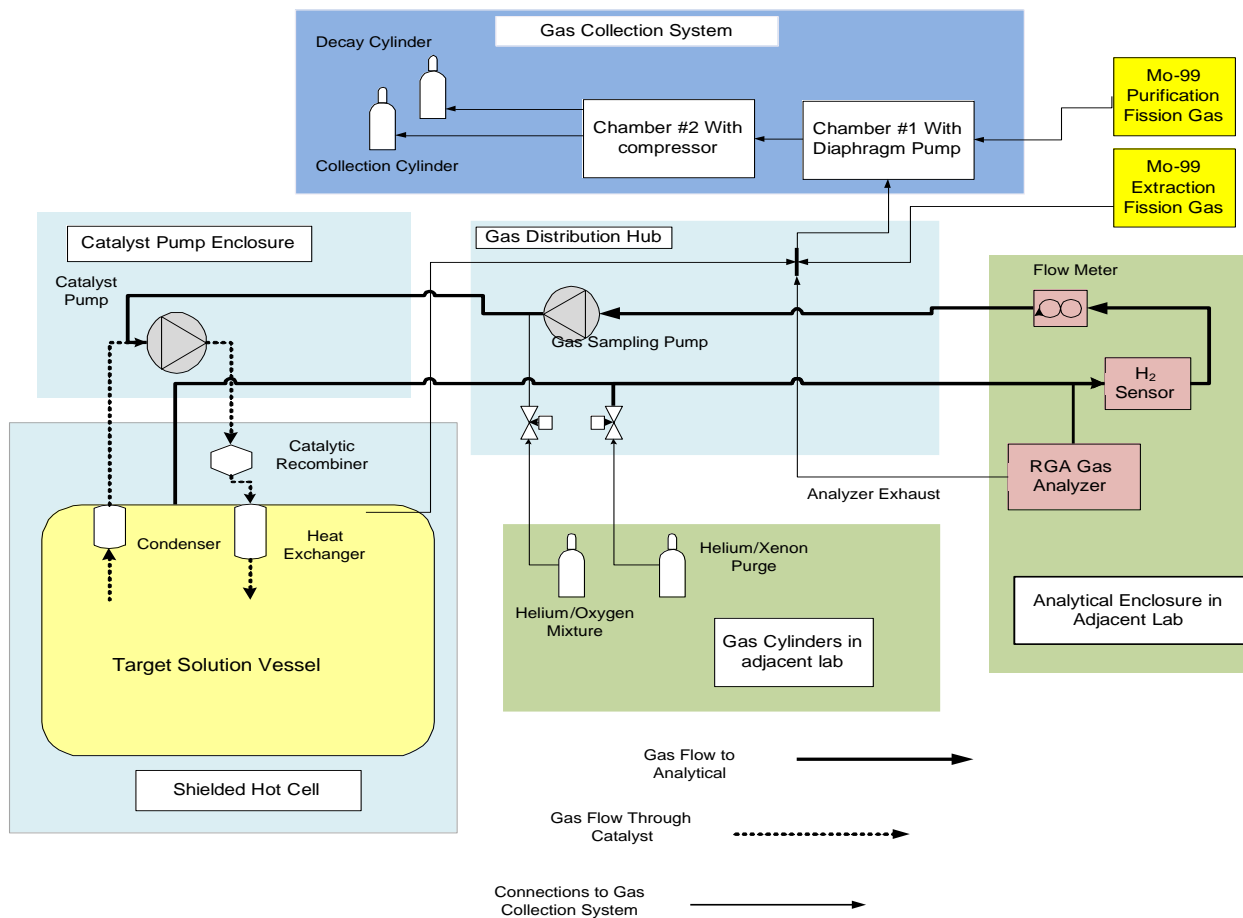 Gas Collection System
Decay Cylinder
Collection Cylinder
Chamber #2 With
compressor
Chamber #1 With
Diaphragm Pump
Mo-99
Purification
Fission Gas
Mo-99
Extraction
Fission Gas
Catalyst Pump Enclosure
Catalyst
Pump
Gas Distribution Hub
Gas Sampling Pump
Flow Meter
H2
Sensor
RGA Gas
Analyzer
Analyzer Exhaust
Catalytic
Recombiner
Condenser
Heat
Exchanger
Target Solution Vessel
Shielded Hot Cell
Helium/Xenon
Purge
Helium/Oxygen
Mixture
Gas Cylinders in
adjacent lab
Analytical Enclosure in
Adjacent Lab
Gas Flow to
Analytical
Gas Flow Through
Catalyst
Connections to Gas
Collection System